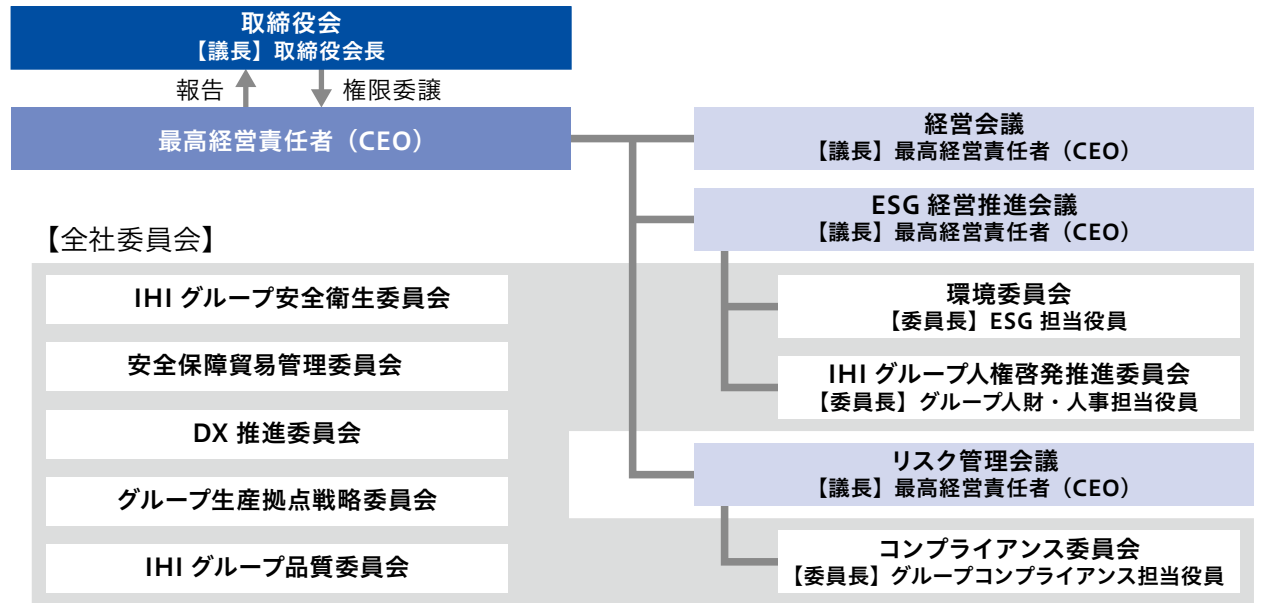 取締役会
【議長】取締役会長
報告
権限委譲
最高経営責任者（CEO）
経営会議
【議長】最高経営責任者（CEO）
ESG 経営推進会議
【議長】最高経営責任者（CEO）
【全社委員会】
IHI グループ安全衛生委員会
安全保障貿易管理委員会
DX 推進委員会
グループ生産拠点戦略委員会
IHI グループ品質委員会
環境委員会
【委員長】ESG 担当役員
IHI グループ人権啓発推進委員会
【委員長】グループ人財・人事担当役員
リスク管理会議
【議長】最高経営責任者（CEO）
コンプライアンス委員会
【委員長】グループコンプライアンス担当役員